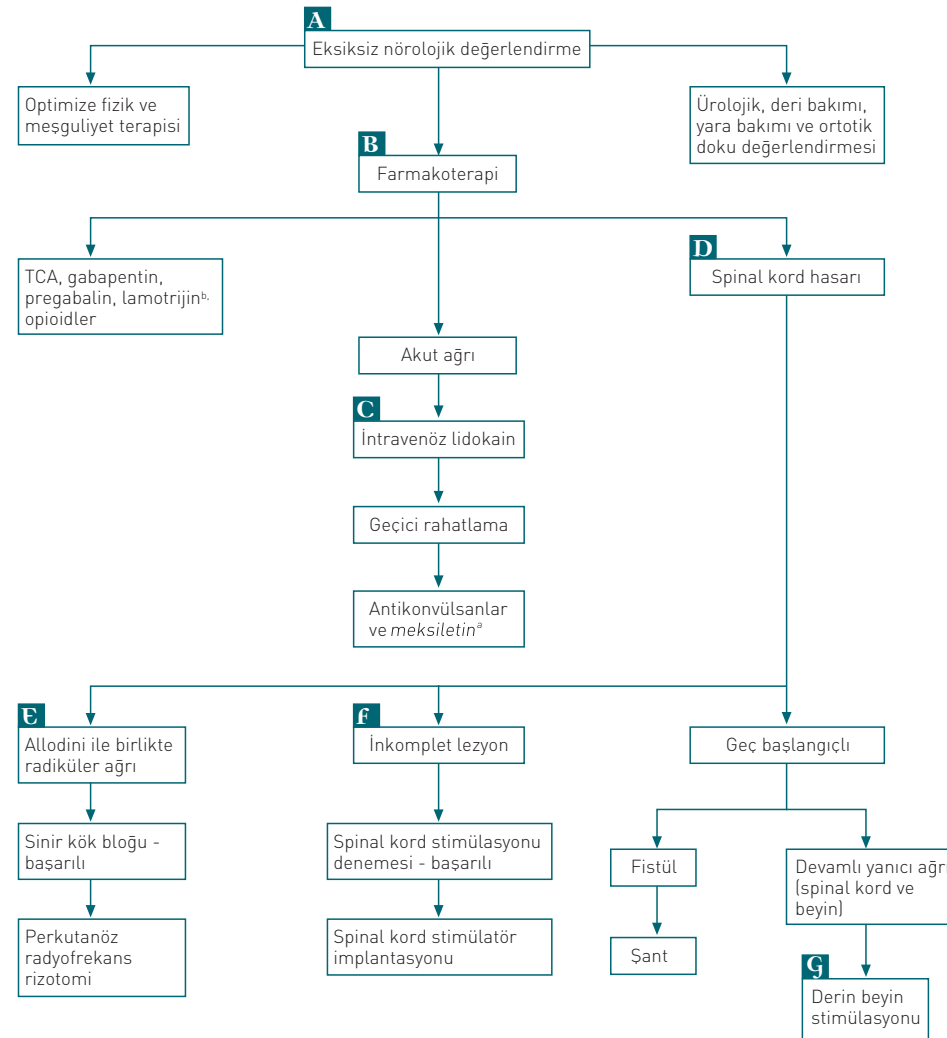 A
Eksiksiz nörolojik değerlendirme
Optimize fizik ve
meşguliyet terapisi
Ürolojik, deri bakımı,
yara bakımı ve ortotik
doku değerlendirmesi
B
Farmakoterapi
TCA, gabapentin,
pregabalin, lamotrijinᵇ,
opioidler
D
Spinal kord hasarı
Akut ağrı
C
İntravenöz lidokain
Geçici rahatlama
Antikonvülsanlar
ve meksiletinᵃ
E
Allodini ile birlikte
radiküler ağrı
F
İnkomplet lezyon
Geç başlangıçlı
Sinir kök bloğu -
başarılı
Spinal kord stimülasyonu
denemesi - başarılı
Fistül
Devamlı yanıcı ağrı
(spinal kord ve
beyin)
Perkutanöz
radyofrekans
rizotomi
Spinal kord stimülatör
implantasyonu
Şant
G
Derin beyin
stimülasyonu